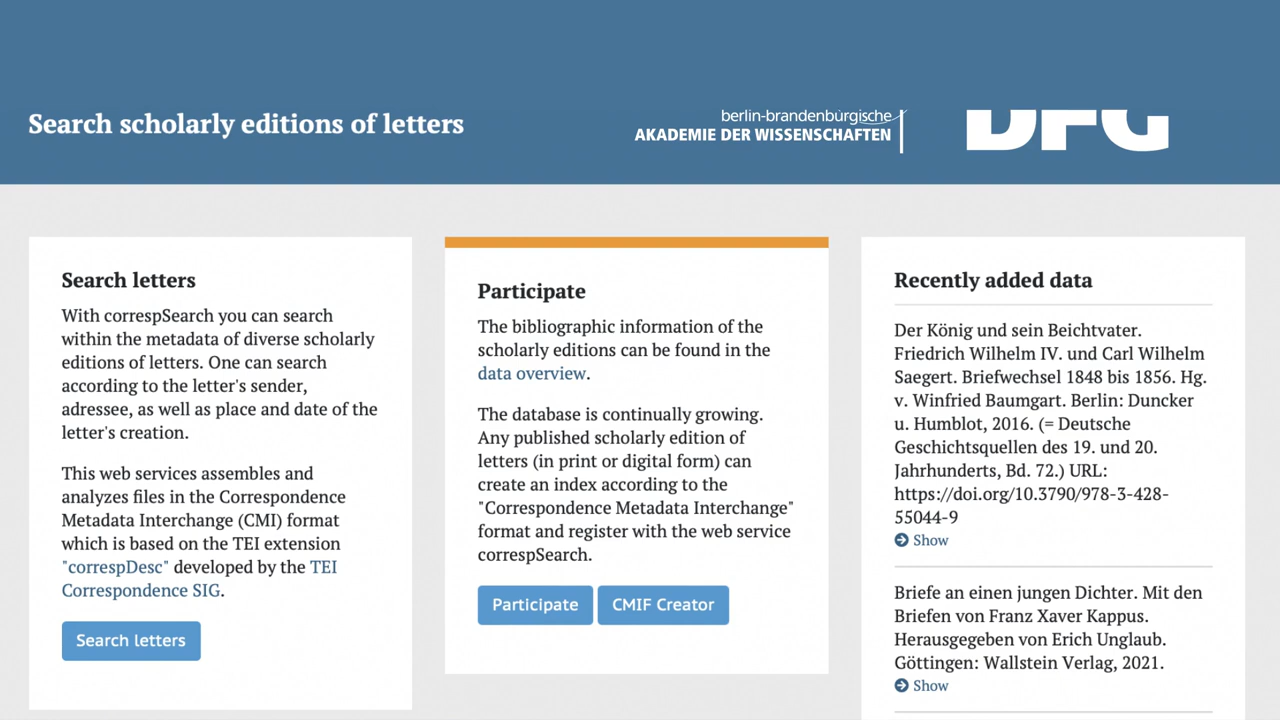 Search scholarly editions of letters
berlin-brandenburgische
AKADEMIE DER WISSENSCHAFTEN
DFG
Search letters
With correspSearch you can search
within the metadata of diverse scholarly
editions of letters. One can search
according to the letter's sender,
adressee, as well as place and date of the
letter's creation.
This web services assembles and
analyzes files in the Correspondence
Metadata Interchange (CMI) format
which is based on the TEI extension
"correspDesc" developed by the TEI
Correspondence SIG.
Search letters
Participate
The bibliographic information of the
scholarly editions can be found in the
data overview.
The database is continually growing.
Any published scholarly edition of
letters (in print or digital form) can
create an index according to the
"Correspondence Metadata Interchange"
format and register with the web service
correspSearch.
Participate CMIF Creator
Recently added data
Der König und sein Beichtvater.
Friedrich Wilhelm IV. und Carl Wilhelm
Saegert. Briefwechsel 1848 bis 1856. Hg.
v. Winfried Baumgart. Berlin: Duncker
u. Humblot, 2016. (= Deutsche
Geschichtsquellen des 19. und 20.
Jahrhunderts, Bd. 72.) URL:
https://doi.org/10.3790/978-3-428-
55044-9
Show
Briefe an einen jungen Dichter. Mit den
Briefen von Franz Xaver Kappus.
Herausgegeben von Erich Unglaub.
Göttingen: Wallstein Verlag, 2021.
Show